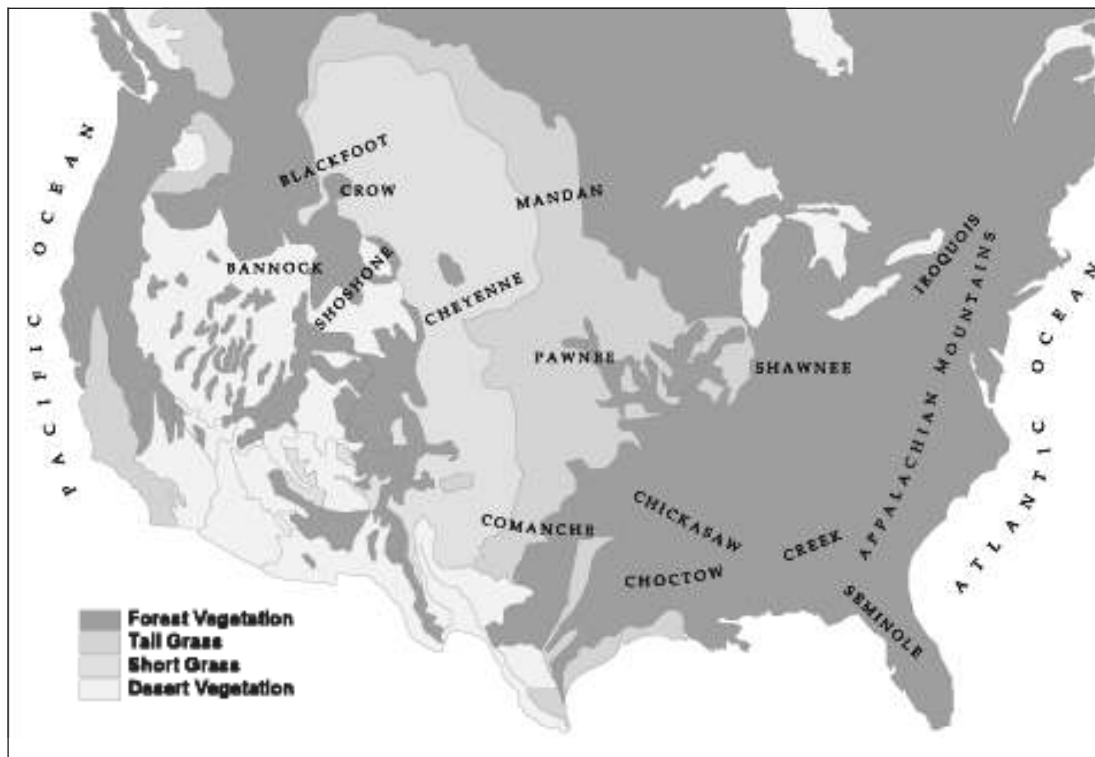 PACIFIC OCEAN
BLACKFOOT
CROW
MANDAN
IROQUOIS
BANNOCK
SHOSHONE
CHEYENNE
PAWNEE
SHAWNEE
APPALACHIAN MOUNTAINS
ATLANTIC OCEAN
COMANCHE
CHICKASAW
CREEK
CHOCTOW
SEMINOLE
Forest Vegetation
Tall Grass
Short Grass
Desert Vegetation